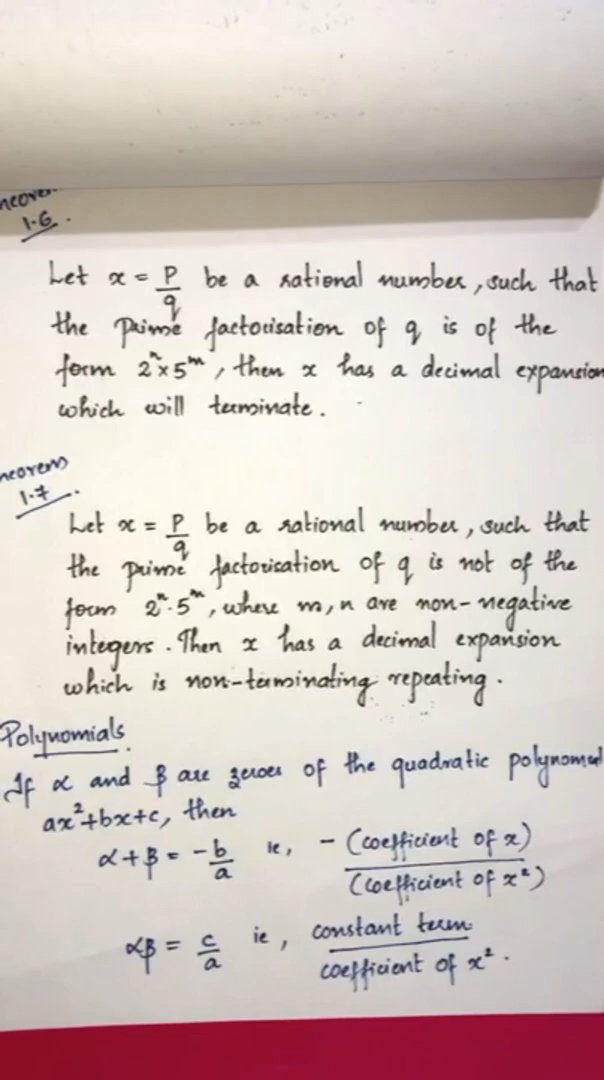 1.6.
Let x = p/q be a rational number, such that
the prime factorisation of q is of the
form 2ⁿ×5ᵐ, then x has a decimal expansion
which will terminate.
1.7.
Let x = p/q be a rational number, such that
the prime factorisation of q is not of the
form 2ⁿ·5ᵐ, where m, n are non-negative
integers. Then x has a decimal expansion
which is non-terminating repeating.
Polynomials.
If α and β are zeroes of the quadratic
ax²+bx+c, then
α+β = -b/a ie, - (coefficient of x)/(coefficient of x²)
αβ = c/a ie, constant term/coefficient of x².